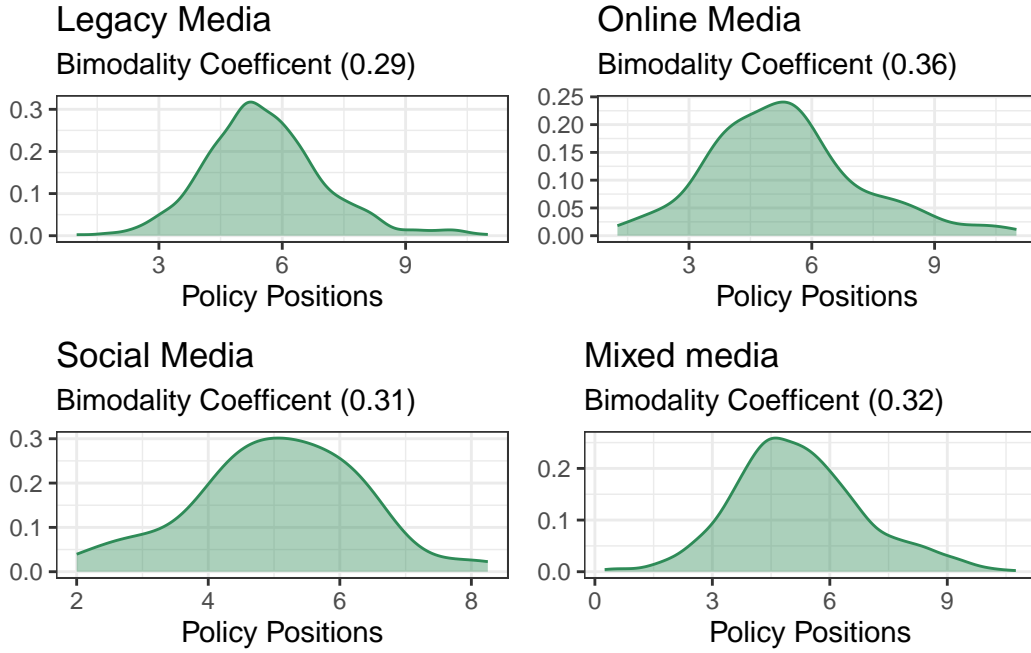 Legacy Media
Bimodality Coefficent (0.29)
0.3
0.2
0.1
0.0
3 6 9
Policy Positions
Online Media
Bimodality Coefficent (0.36)
0.25
0.20
0.15
0.10
0.05
0.00
3 6 9
Policy Positions
Social Media
Bimodality Coefficent (0.31)
0.3
0.2
0.1
0.0
2 4 6 8
Policy Positions
Mixed media
Bimodality Coefficent (0.32)
0.2
0.1
0.0
0 3 6 9
Policy Positions